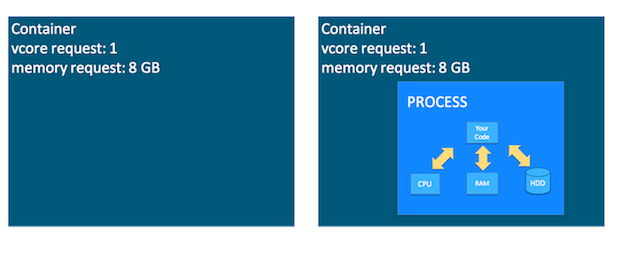 Container
vcore request: 1
memory request: 8 GB
Container
vcore request: 1
memory request: 8 GB
PROCESS
Your
Code
CPU
RAM
HDD